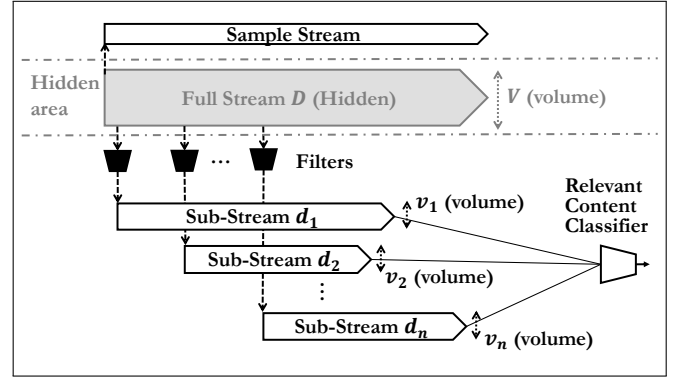 Sample Stream
Hidden
area
Full Stream D (Hidden)
V (volume)
... Filters
Relevant
Content
Classifier
Sub-Stream d₁
v₁ (volume)
Sub-Stream d₂
v₂ (volume)
⋮
Sub-Stream dₙ
vₙ (volume)